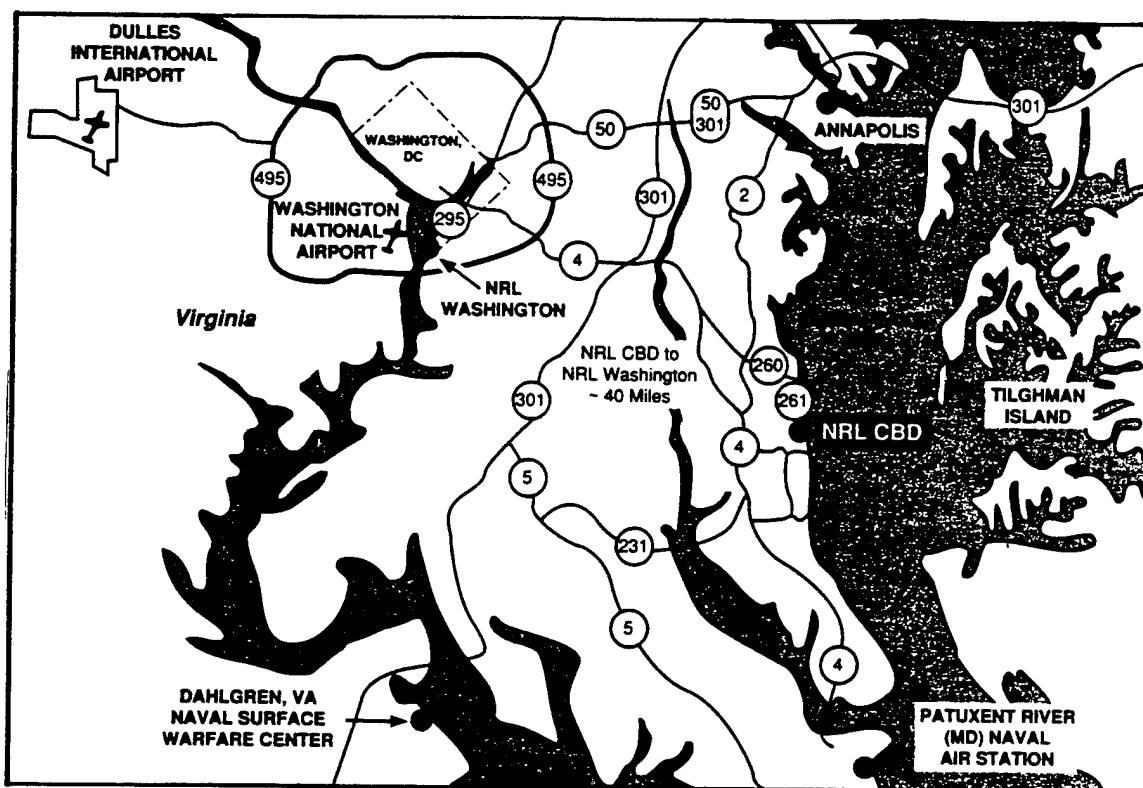 DULLES
INTERNATIONAL
AIRPORT
50
301
301
50
ANNAPOLIS
WASHINGTON,
DC
495
495
301
2
WASHINGTON
NATIONAL
AIRPORT
295
4
NRL
WASHINGTON
Virginia
NRL CBD to
NRL Washington
~ 40 Miles
260
301
261
TILGHMAN
ISLAND
NRL CBD
4
5
231
5
4
DAHLGREN, VA
NAVAL SURFACE
WARFARE CENTER
PATUXENT RIVER
(MD) NAVAL
AIR STATION